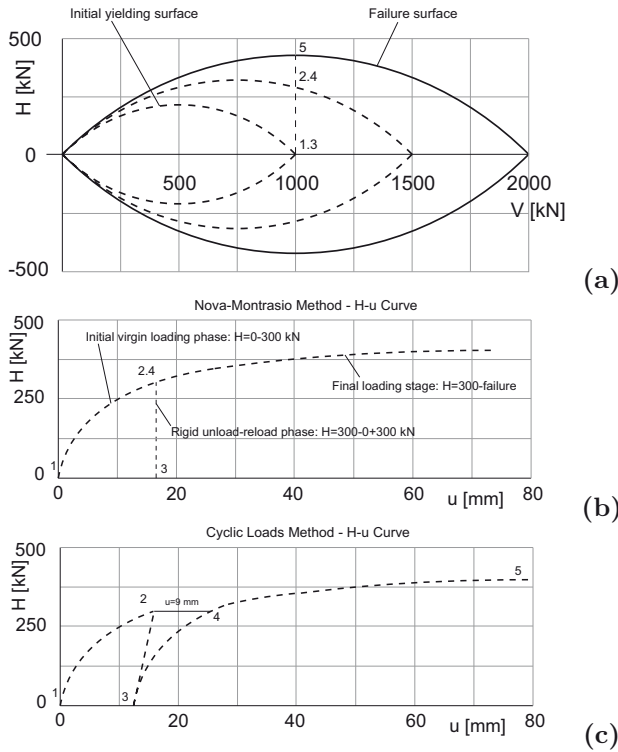 Initial yielding surface
Failure surface
500
5
H [kN]
2.4
0
1.3
500
1000
1500
2000
V [kN]
-500
(a)
Nova-Montrasio Method - H-u Curve
500
Initial virgin loading phase: H=0-300 kN
H [kN]
2.4
250
Final loading stage: H=300-failure
Rigid unload-reload phase: H=300-0+300 kN
0
1
3
0
20
40
u [mm]
60
80
(b)
Cyclic Loads Method - H-u Curve
500
H [kN]
5
2
u=9 mm
4
250
0
1
3
0
20
40
60
u [mm]
80
(c)